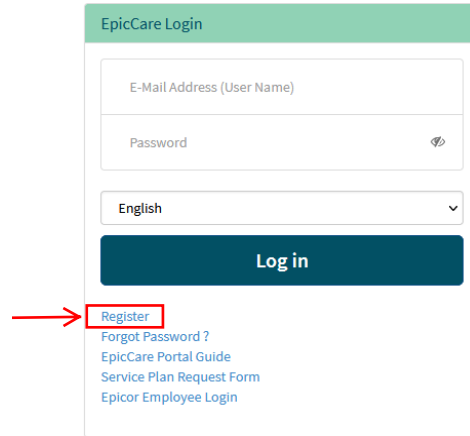 EpicCare Login
E-Mail Address (User Name)
Password
English
Log in
Register
Forgot Password ?
EpicCare Portal Guide
Service Plan Request Form
Epicor Employee Login